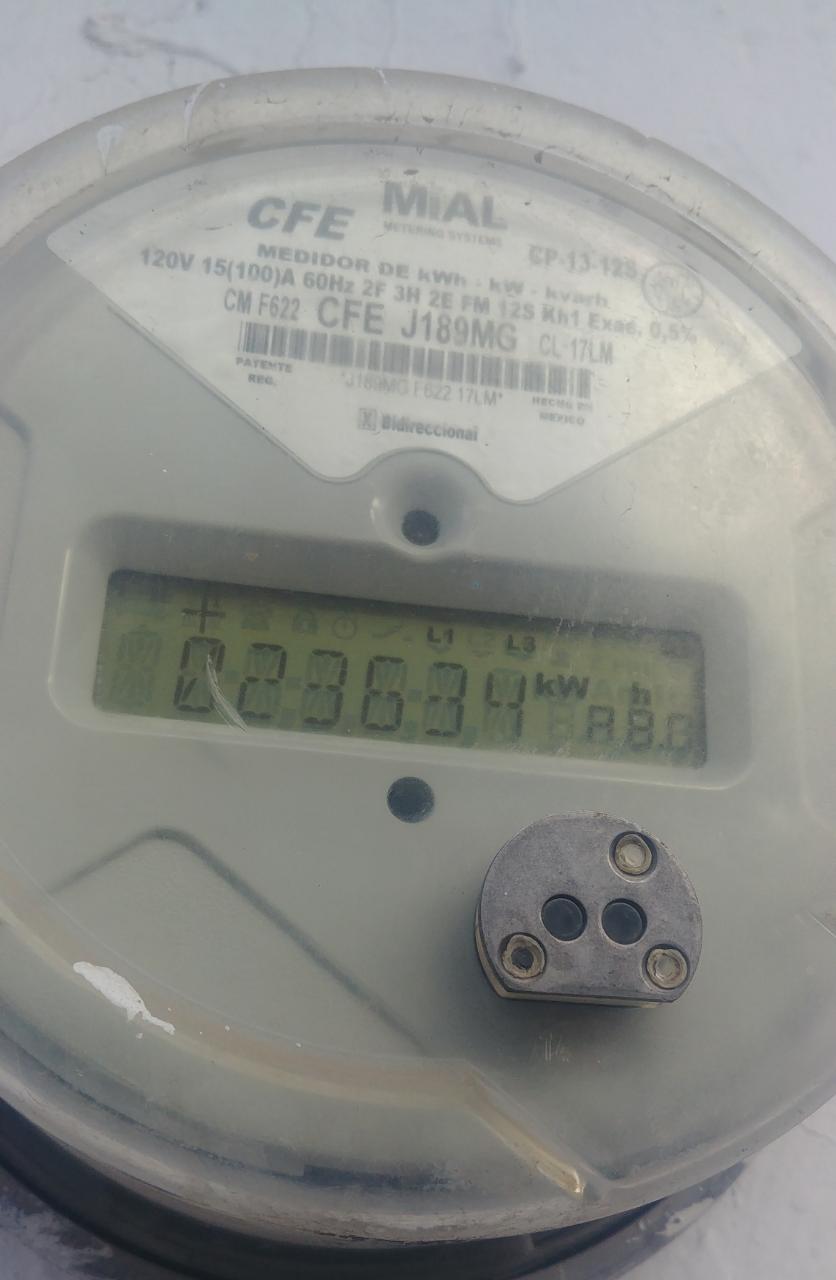 CFE MiAL
METERING SYSTEMS
MEDIDOR DE kWh - kW - kvarh CP-13-12S
120V 15(100)A 60Hz 2F 3H 2E FM 12S Kh1 Exac. 0,5%
CM F622 CFE J189MG CL 17LM
PATENTE REG.
*J189MG F622 17LM*
HECHO EN MEXICO
X Bidireccional
+ L1 L3
023634 kW h